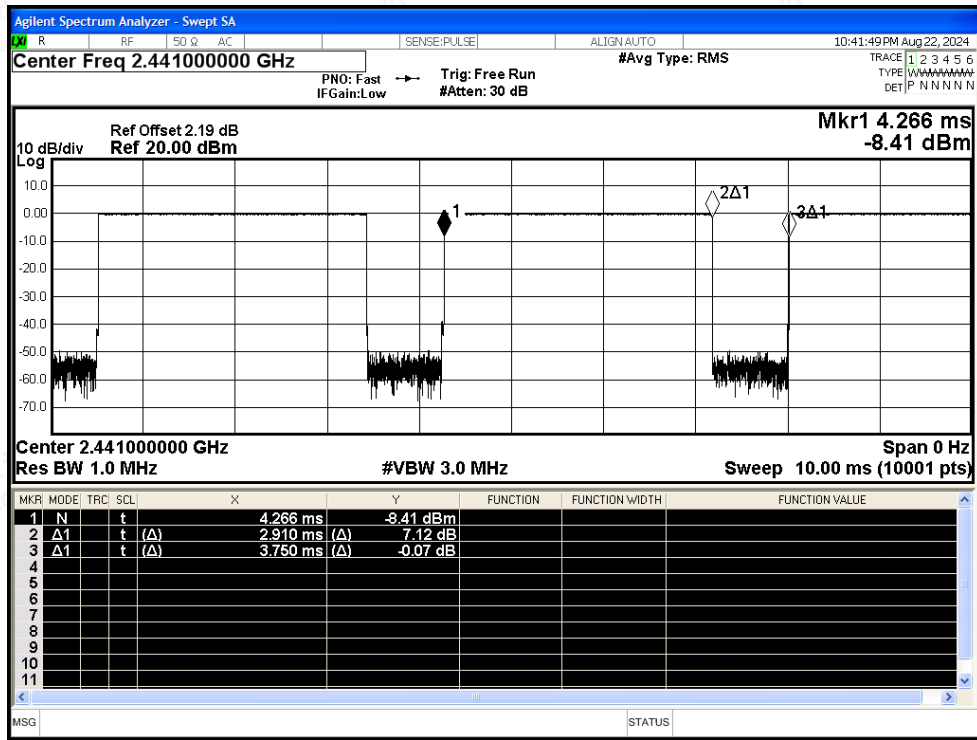 Agilent Spectrum Analyzer - Swept SA
LXI R RF 50 Ω AC SENSE:PULSE ALIGN AUTO 10:41:49 PM Aug 22, 2024
Center Freq 2.441000000 GHz
#Avg Type: RMS
TRACE 1 2 3 4 5 6
PNO: Fast Trig: Free Run
TYPE
IFGain:Low #Atten: 30 dB
DET P N N N N N
Mkr1 4.266 ms
-8.41 dBm
Ref Offset 2.19 dB
10 dB/div Ref 20.00 dBm
Log
10.0
0.00
-10.0
-20.0
-30.0
-40.0
-50.0
-60.0
-70.0
1
2Δ1
3Δ1
Center 2.441000000 GHz Span 0 Hz
Res BW 1.0 MHz #VBW 3.0 MHz Sweep 10.00 ms (10001 pts)
MKR MODE TRC SCL X Y FUNCTION FUNCTION WIDTH FUNCTION VALUE
1 N t 4.266 ms -8.41 dBm
2 Δ1 t (Δ) 2.910 ms (Δ) 7.12 dB
3 Δ1 t (Δ) 3.750 ms (Δ) -0.07 dB
4
5
6
7
8
9
10
11
MSG STATUS